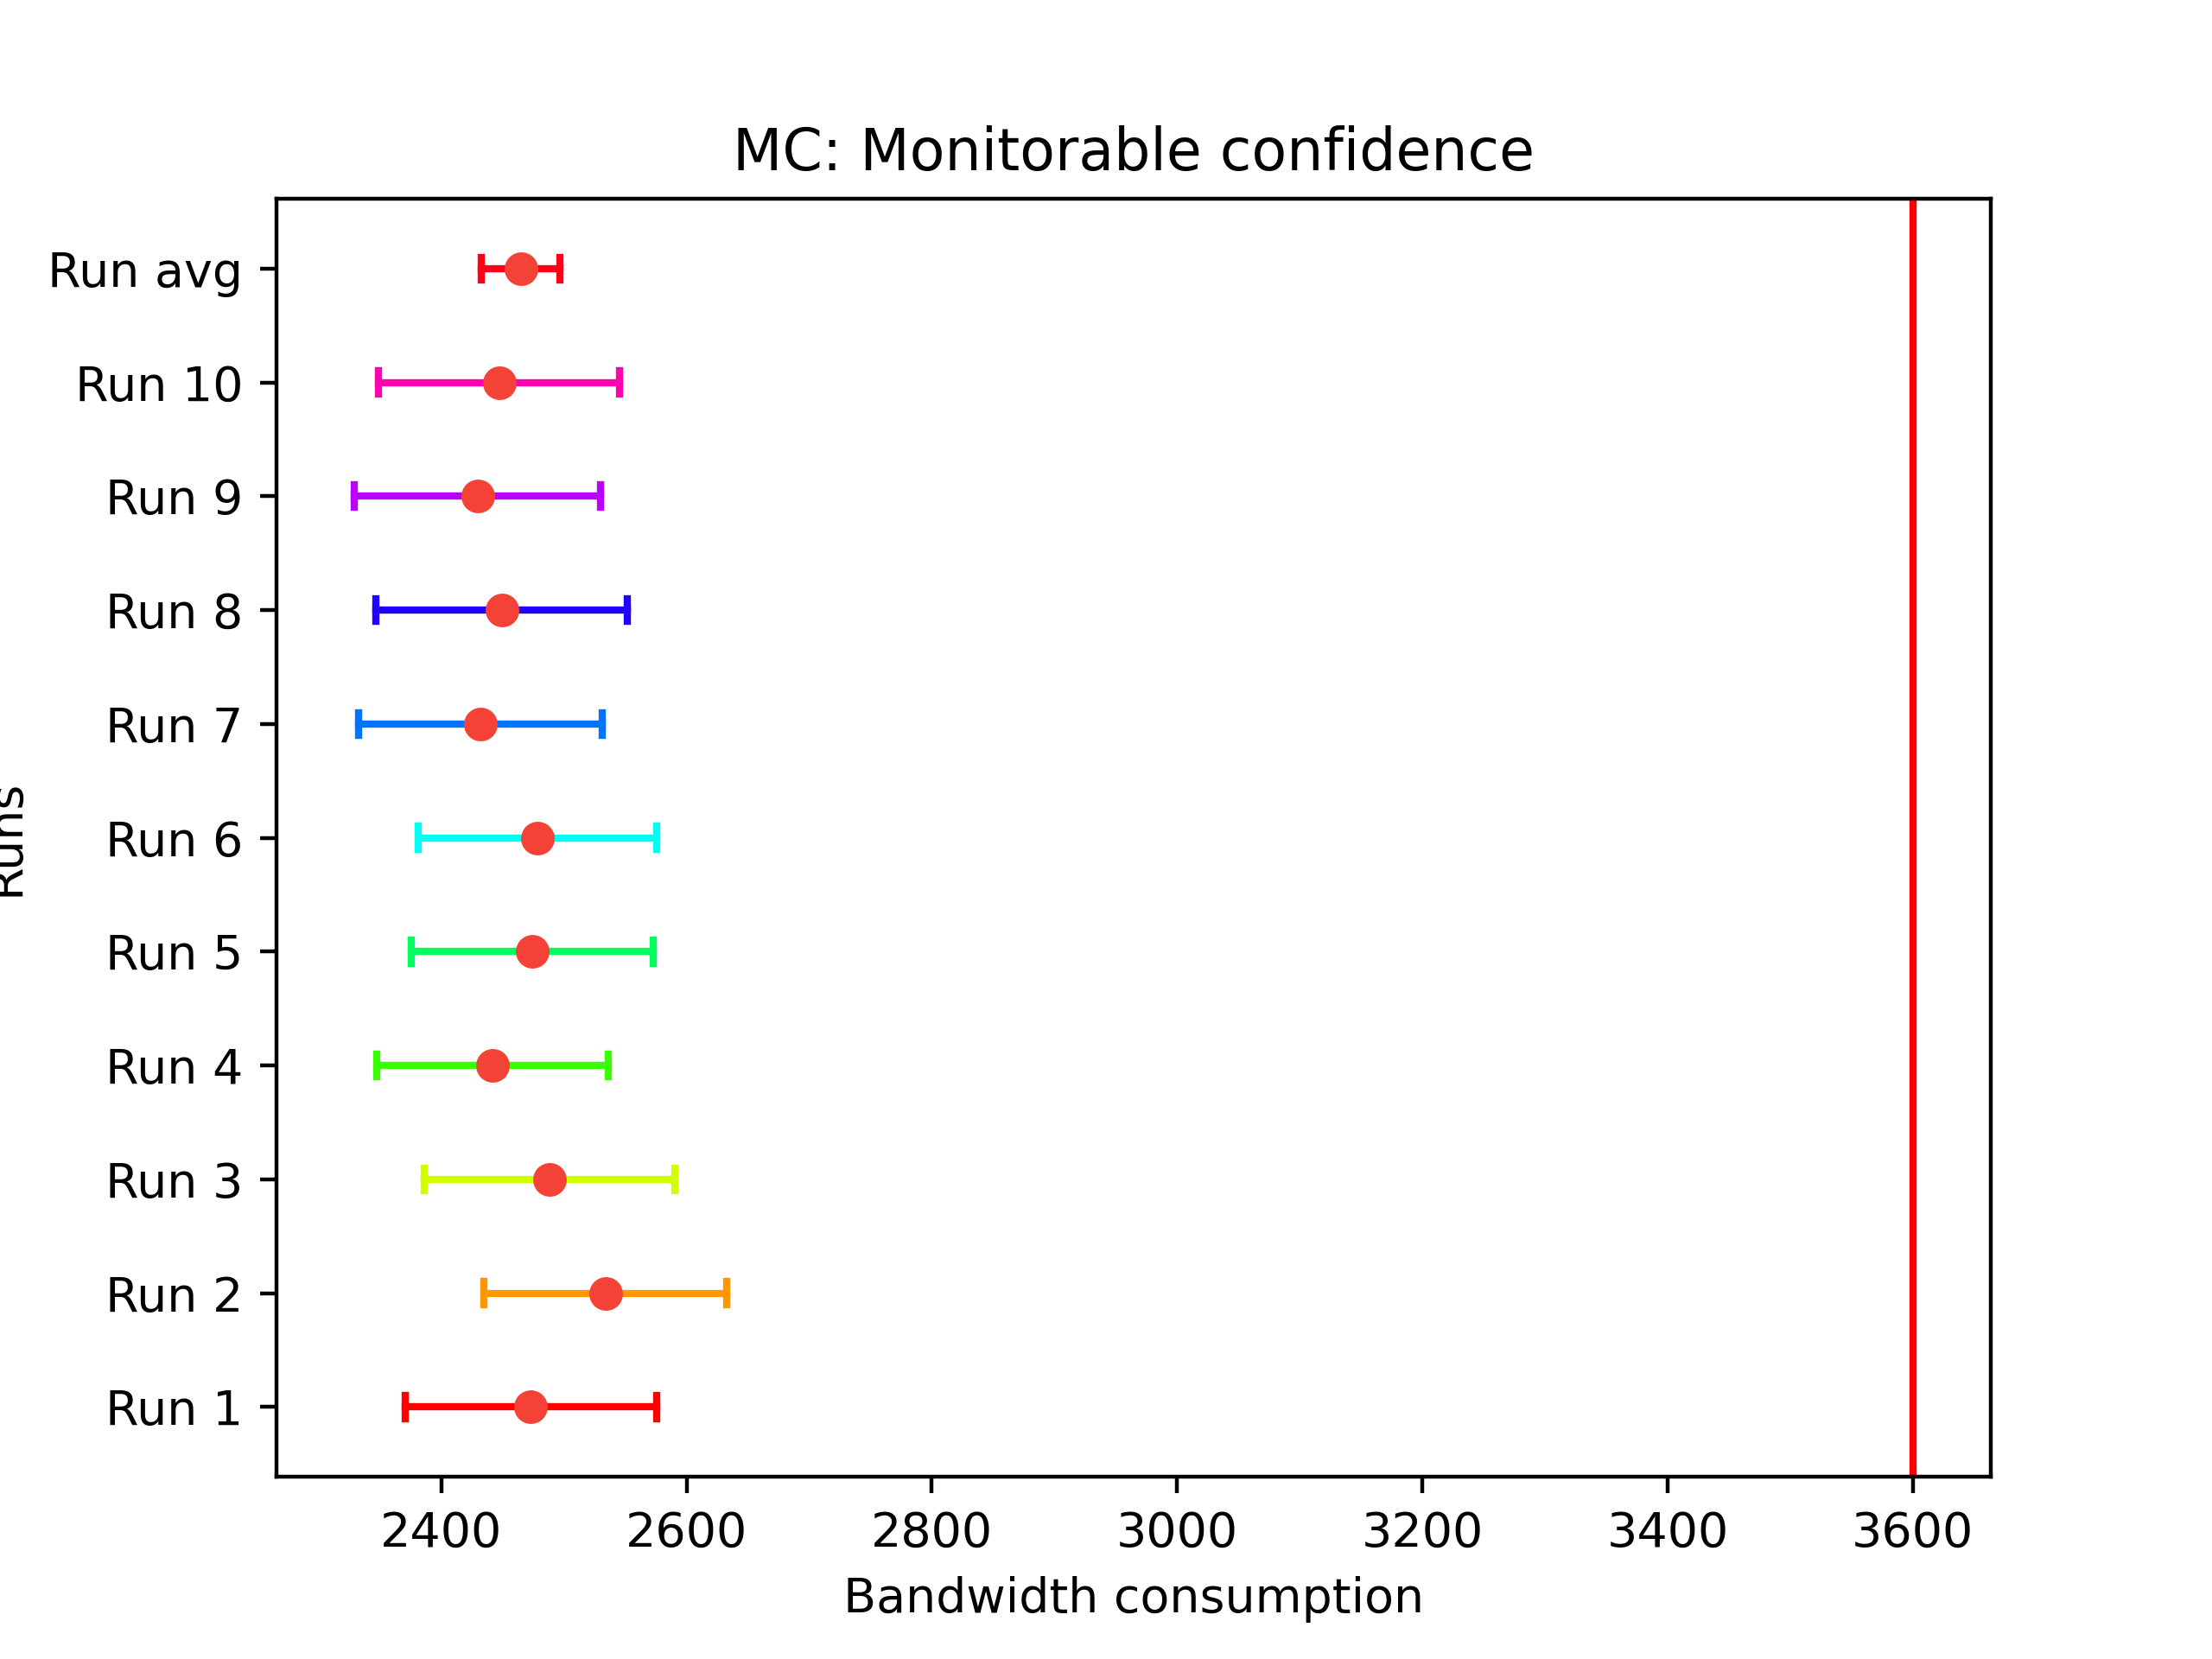 MC: Monitorable confidence
Run avg
Run 10
Run 9
Run 8
Run 7
Run 6
Run 5
Run 4
Run 3
Run 2
Run 1
Runs
2400 2600 2800 3000 3200 3400 3600
Bandwidth consumption